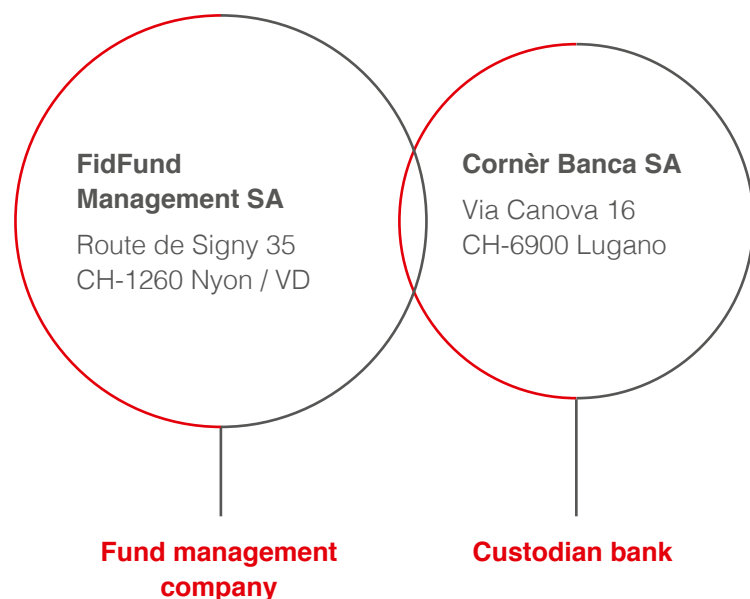 FidFund
Management SA
Route de Signy 35
CH-1260 Nyon / VD
Cornèr Banca SA
Via Canova 16
CH-6900 Lugano
Fund management
company
Custodian bank